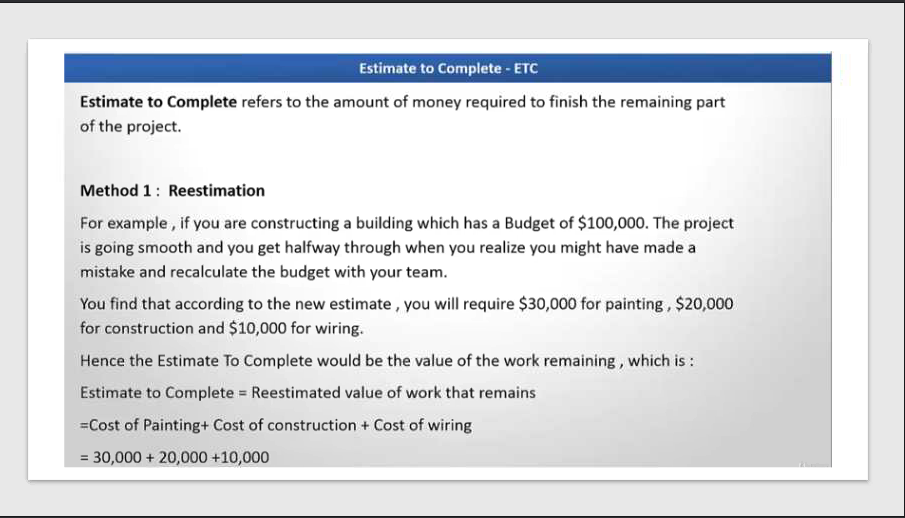 Estimate to Complete - ETC
Estimate to Complete refers to the amount of money required to finish the remaining part
of the project.
Method 1 : Reestimation
For example , if you are constructing a building which has a Budget of $100,000. The project
is going smooth and you get halfway through when you realize you might have made a
mistake and recalculate the budget with your team.
You find that according to the new estimate , you will require $30,000 for painting , $20,000
for construction and $10,000 for wiring.
Hence the Estimate To Complete would be the value of the work remaining , which is :
Estimate to Complete = Reestimated value of work that remains
=Cost of Painting+ Cost of construction + Cost of wiring
= 30,000 + 20,000 +10,000